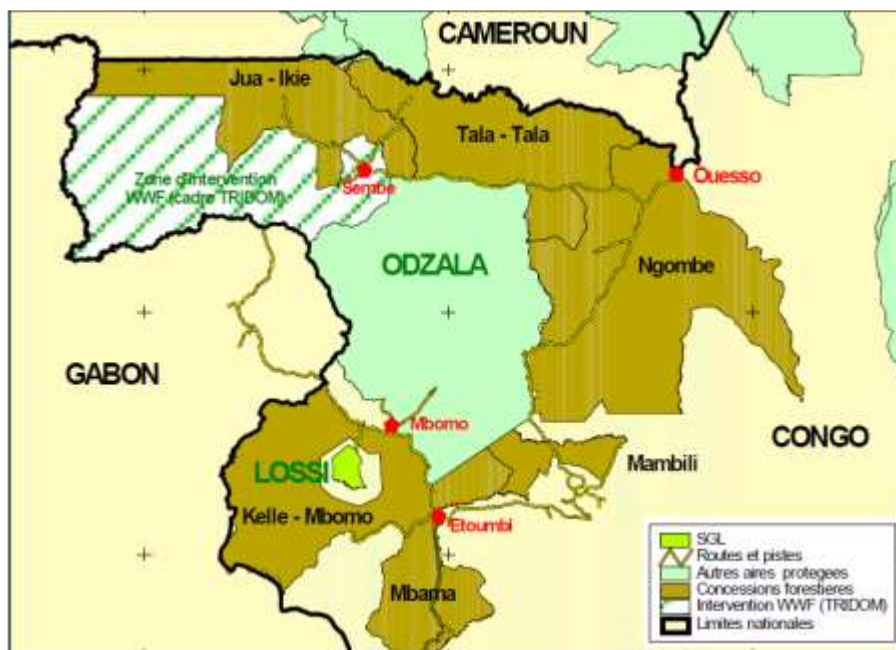 CAMEROUN
Jua - Ikie
Tala - Tala
Zone d'intervention
WWF (cadre TRIDOM)
Sembe
Ouesso
ODZALA
Ngombe
GABON
Mbomo
CONGO
LOSSI
Mambili
Kelle - Mbomo
Etoumbi
Mbama
SGL
Routes et pistes
Autres aires protegees
Concessions forestieres
Intervention WWF (TRIDOM)
Limites nationales